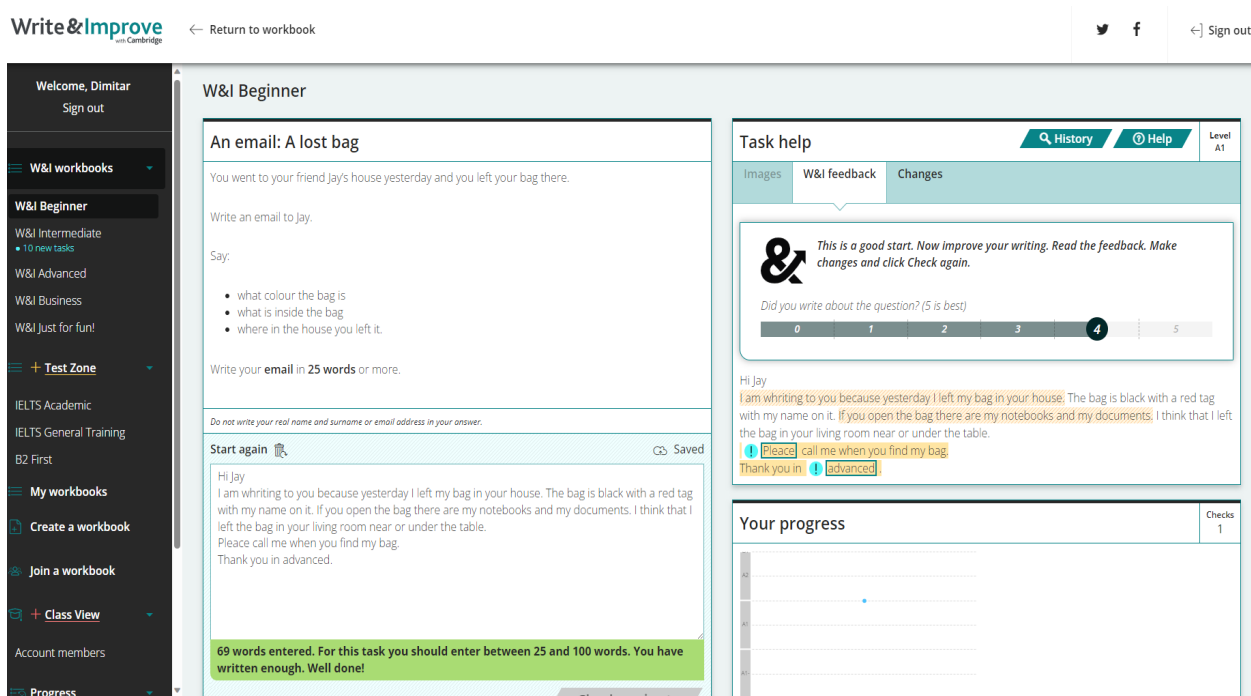 Write & Improve
with Cambridge
Return to workbook
Sign out
Welcome, Dimitar
Sign out
W&I workbooks
W&I Beginner
W&I Intermediate
10 new tasks
W&I Advanced
W&I Business
W&I Just for fun!
+ Test Zone
IELTS Academic
IELTS General Training
B2 First
My workbooks
Create a workbook
Join a workbook
+ Class View
Account members
Progress
W&I Beginner
An email: A lost bag
You went to your friend Jay's house yesterday and you left your bag there.
Write an email to Jay.
Say:
• what colour the bag is
• what is inside the bag
• where in the house you left it.
Write your email in 25 words or more.
Do not write your real name and surname or email address in your answer.
Start again
Saved
Hi Jay
I am whriting to you because yesterday I left my bag in your house. The bag is black with a red tag
with my name on it. If you open the bag there are my notebooks and my documents. I think that I
left the bag in your living room near or under the table.
Pleace call me when you find my bag.
Thank you in advanced.
69 words entered. For this task you should enter between 25 and 100 words. You have
written enough. Well done!
Task help
History
Help
Level
A1
Images
W&I feedback
Changes
This is a good start. Now improve your writing. Read the feedback. Make
changes and click Check again.
Did you write about the question? (5 is best)
0 1 2 3 4 5
Hi Jay
I am whriting to you because yesterday I left my bag in your house. The bag is black with a red tag
with my name on it. If you open the bag there are my notebooks and my documents. I think that I left
the bag in your living room near or under the table.
! Pleace call me when you find my bag.
Thank you in ! advanced .
Your progress
Checks
1
A2
A1